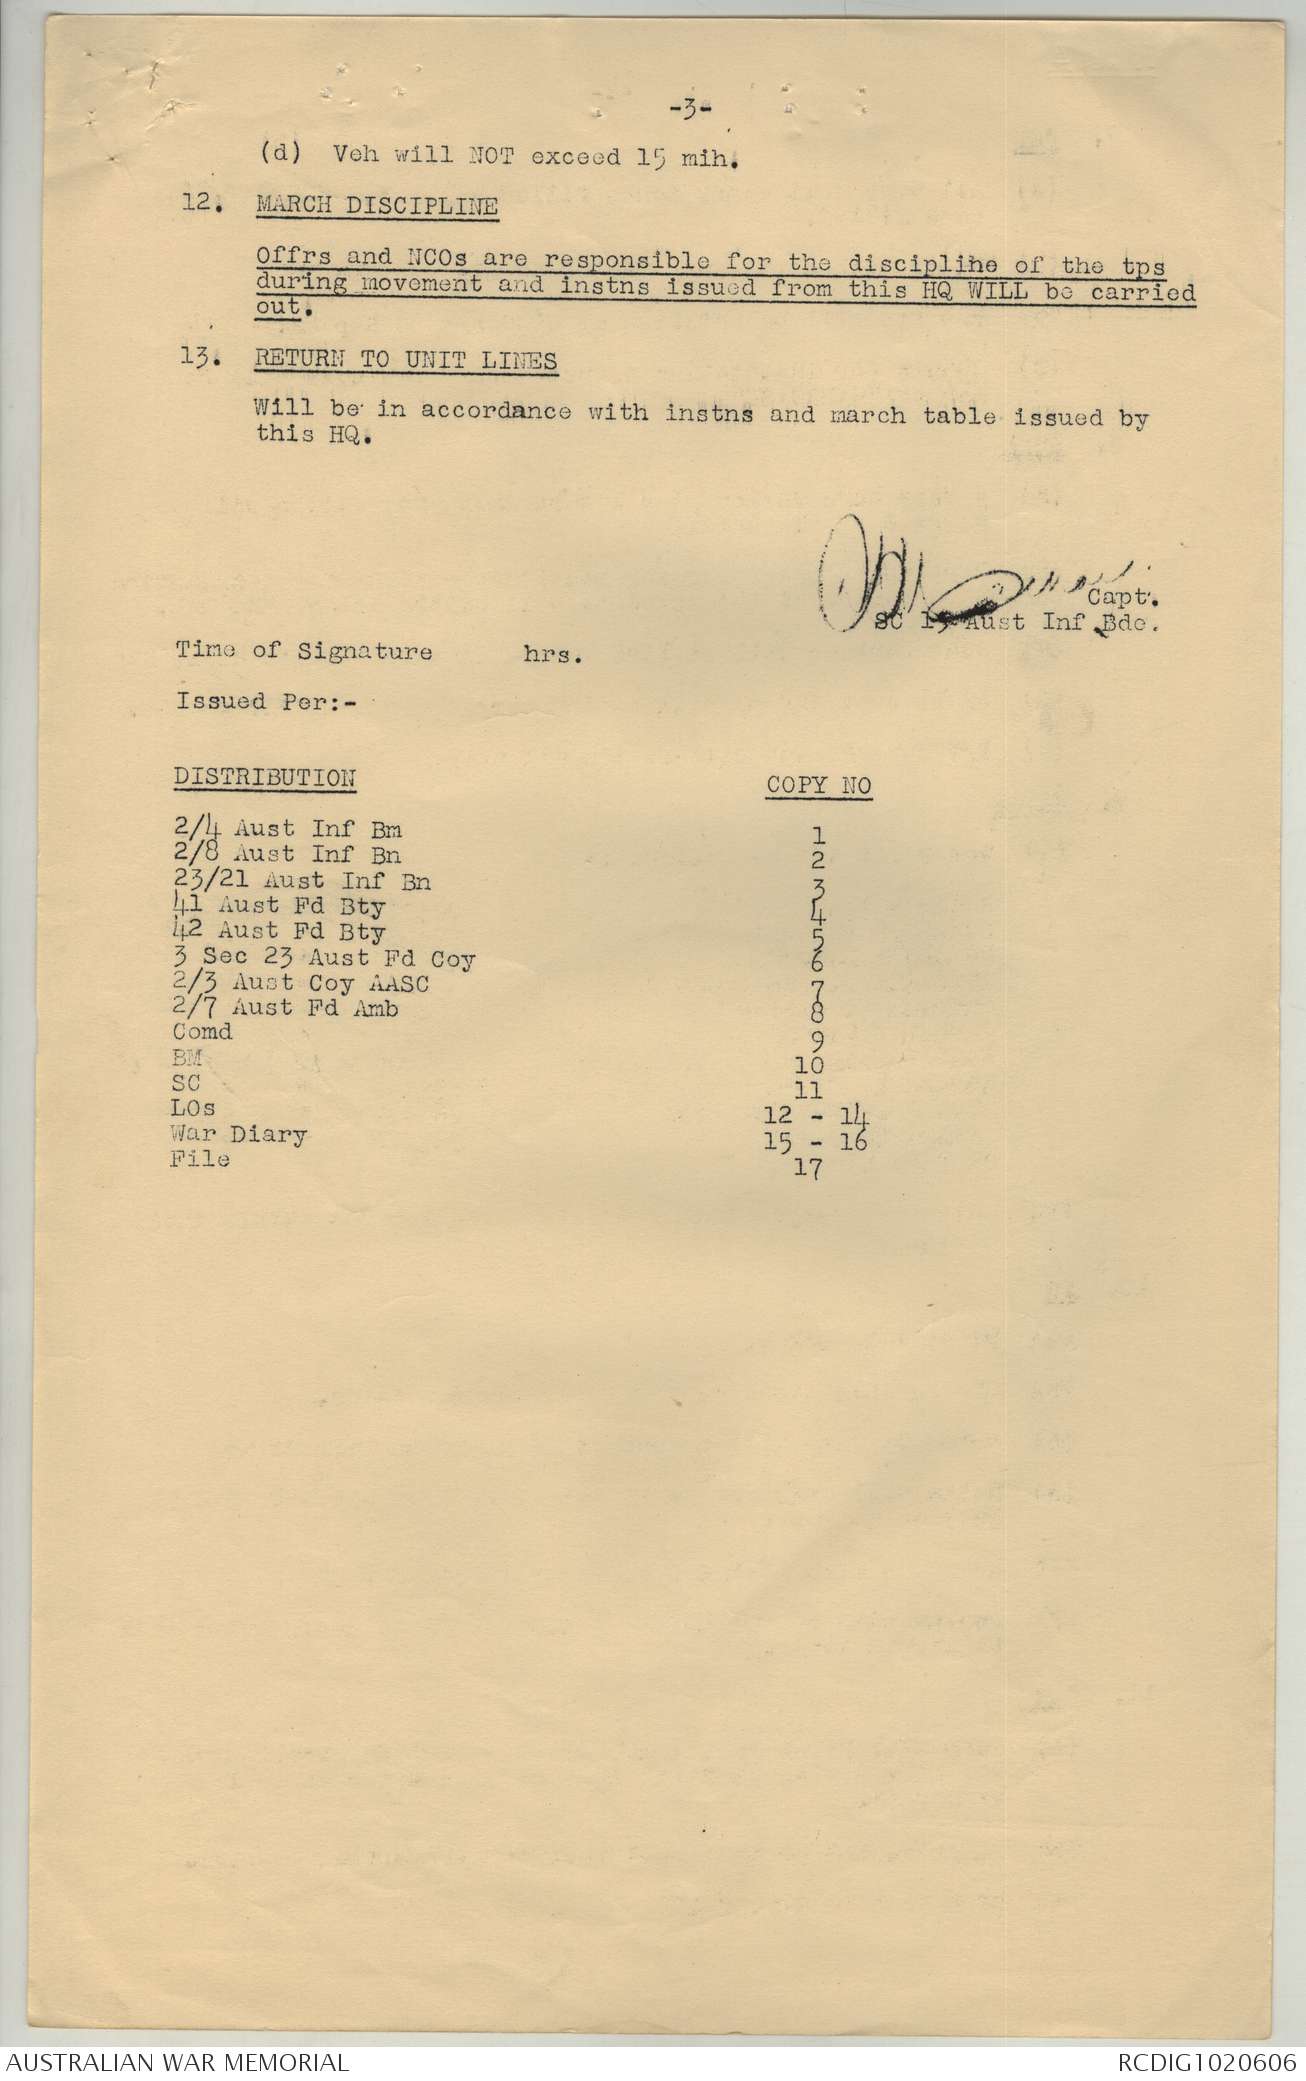 -3-
(d) Veh will NOT exceed 15 mih.
12. MARCH DISCIPLINE
Offrs and NCOs are responsible for the discipline of the tps
during movement and instns issued from this HQ WILL be carried
out.
13. RETURN TO UNIT LINES
Will be in accordance with instns and march table issued by
this HQ.
Capt.
SC 19 Aust Inf Bde.
Time of Signature hrs.
Issued Per:-
DISTRIBUTION COPY NO
2/4 Aust Inf Bm 1
2/8 Aust Inf Bn 2
23/21 Aust Inf Bn 3
41 Aust Fd Bty 4
42 Aust Fd Bty 5
3 Sec 23 Aust Fd Coy 6
2/3 Aust Coy AASC 7
2/7 Aust Fd Amb 8
Comd 9
BM 10
SC 11
LOs 12 - 14
War Diary 15 - 16
File 17
AUSTRALIAN WAR MEMORIAL RCDIG1020606